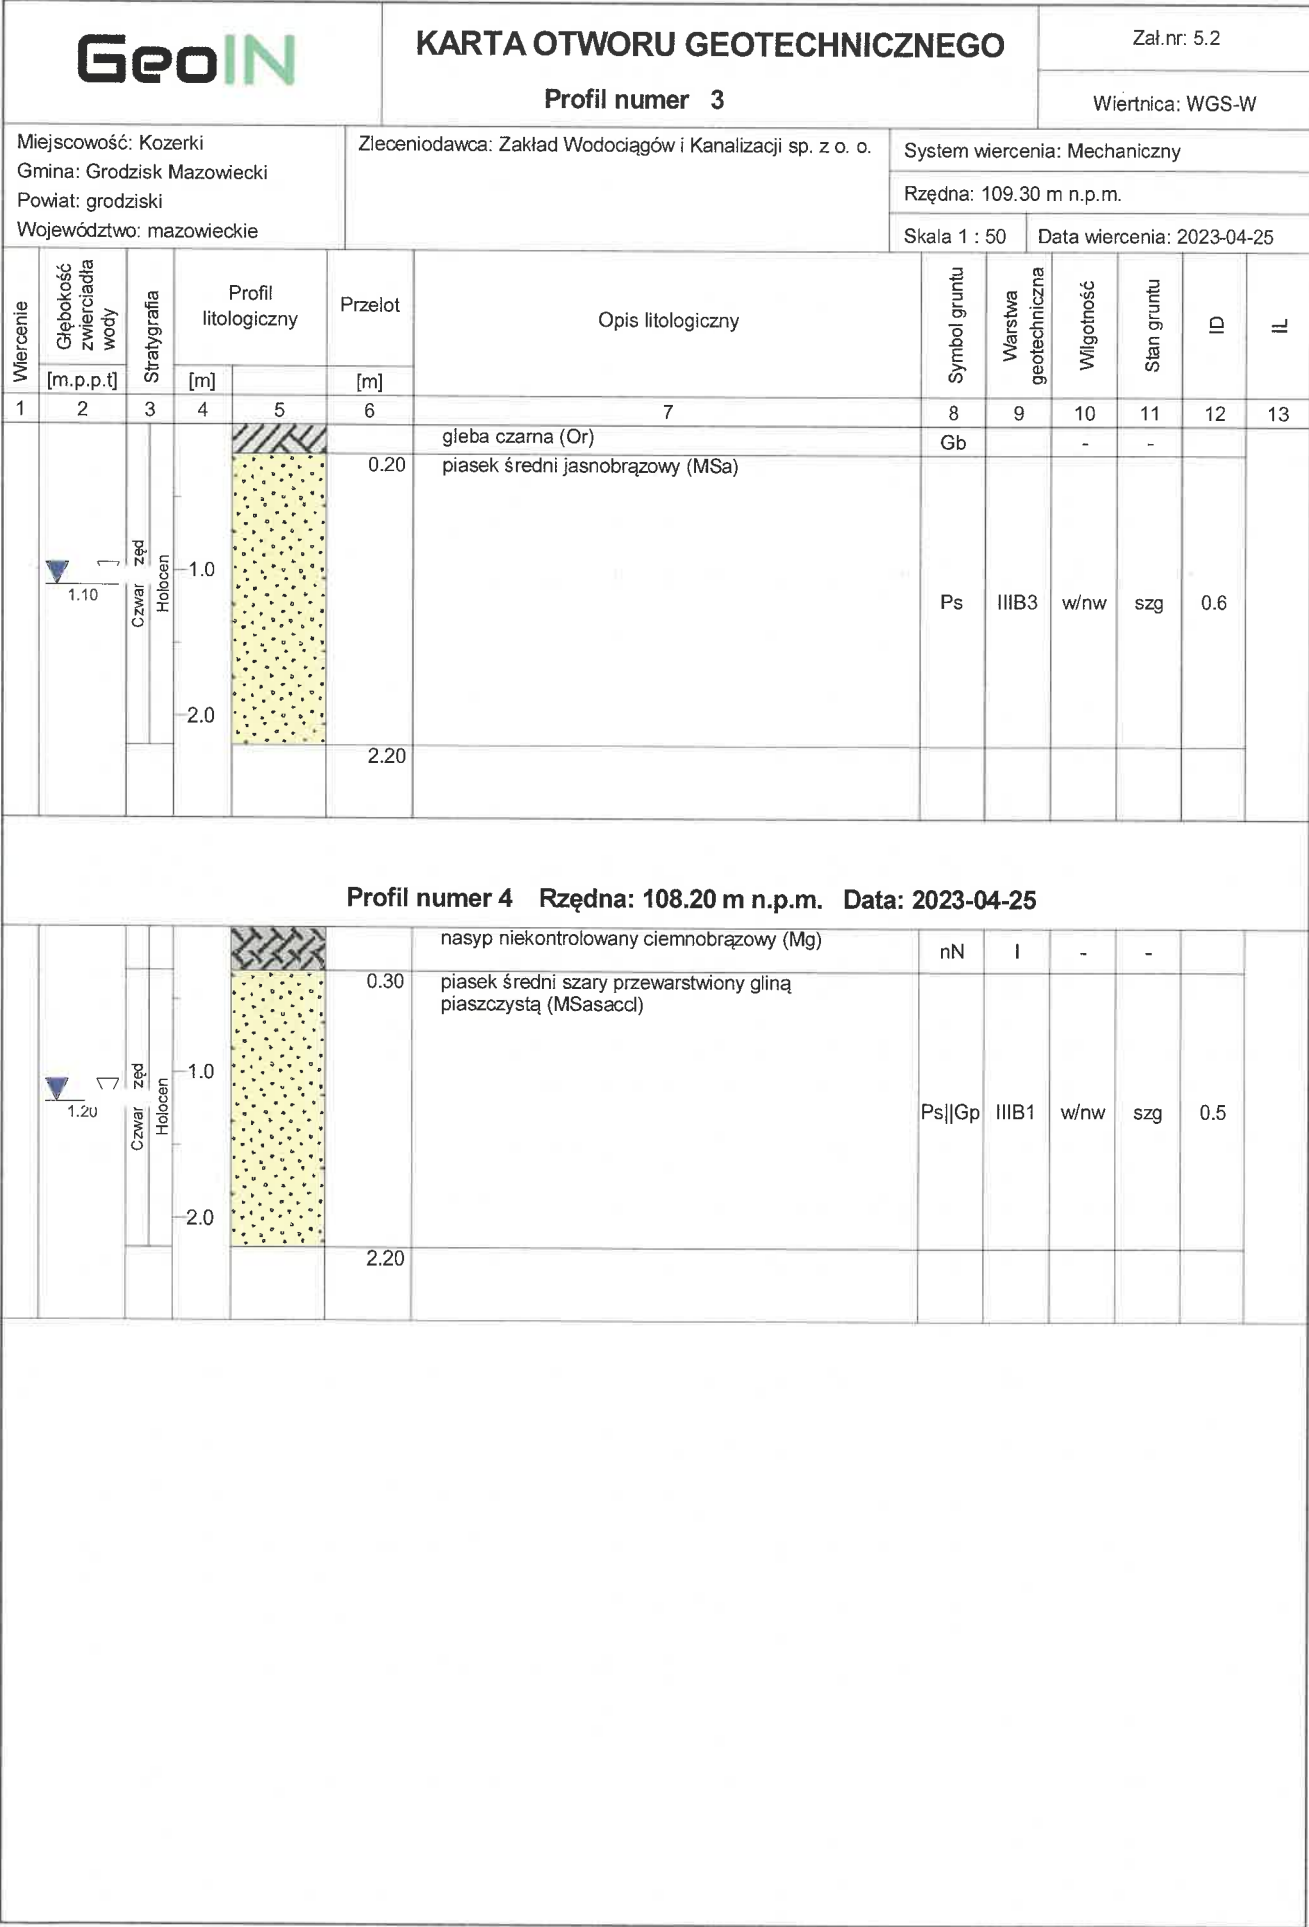 GeoIN
KARTA OTWORU GEOTECHNICZNEGO
Profil numer 3
Zał.nr: 5.2
Wiertnica: WGS-W
Miejscowość: Kozerki
Gmina: Grodzisk Mazowiecki
Powiat: grodziski
Województwo: mazowieckie
Zleceniodawca: Zakład Wodociągów i Kanalizacji sp. z o. o.
System wiercenia: Mechaniczny
Rzędna: 109.30 m n.p.m.
Skala 1 : 50
Data wiercenia: 2023-04-25
Wiercenie
Głębokość
zwierciadła
wody
[m.p.p.t]
Stratygrafia
Profil
litologiczny
[m]
Przelot
[m]
Opis litologiczny
Symbol gruntu
Warstwa
geotechniczna
Wilgotność
Stan gruntu
ID
IL
1 2 3 4 5 6 7 8 9 10 11 12 13
gleba czarna (Or) Gb - -
0.20 piasek średni jasnobrązowy (MSa)
1.10
Czwar zęd
Holocen
1.0
Ps IIIB3 w/nw szg 0.6
2.0
2.20
Profil numer 4 Rzędna: 108.20 m n.p.m. Data: 2023-04-25
nasyp niekontrolowany ciemnobrązowy (Mg) nN I - -
0.30 piasek średni szary przewarstwiony gliną
piaszczystą (MSasaccl)
1.20
Czwar zęd
Holocen
1.0
Ps||Gp IIIB1 w/nw szg 0.5
2.0
2.20